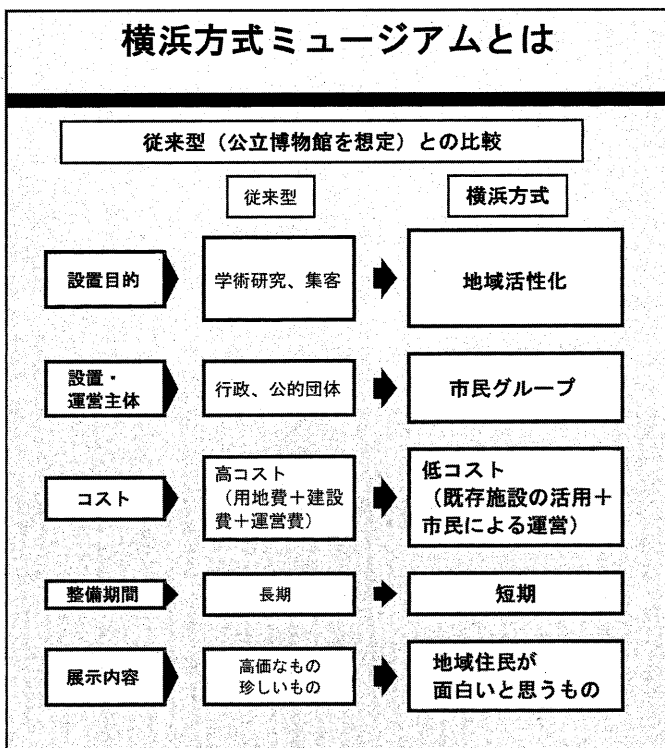 横浜方式ミュージアムとは
従来型（公立博物館を想定）との比較
従来型
横浜方式
設置目的
学術研究、集客
地域活性化
設置・
運営主体
行政、公的団体
市民グループ
コスト
高コスト
（用地費＋建設
費＋運営費）
低コスト
（既存施設の活用＋
市民による運営）
整備期間
長期
短期
展示内容
高価なもの
珍しいもの
地域住民が
面白いと思うもの